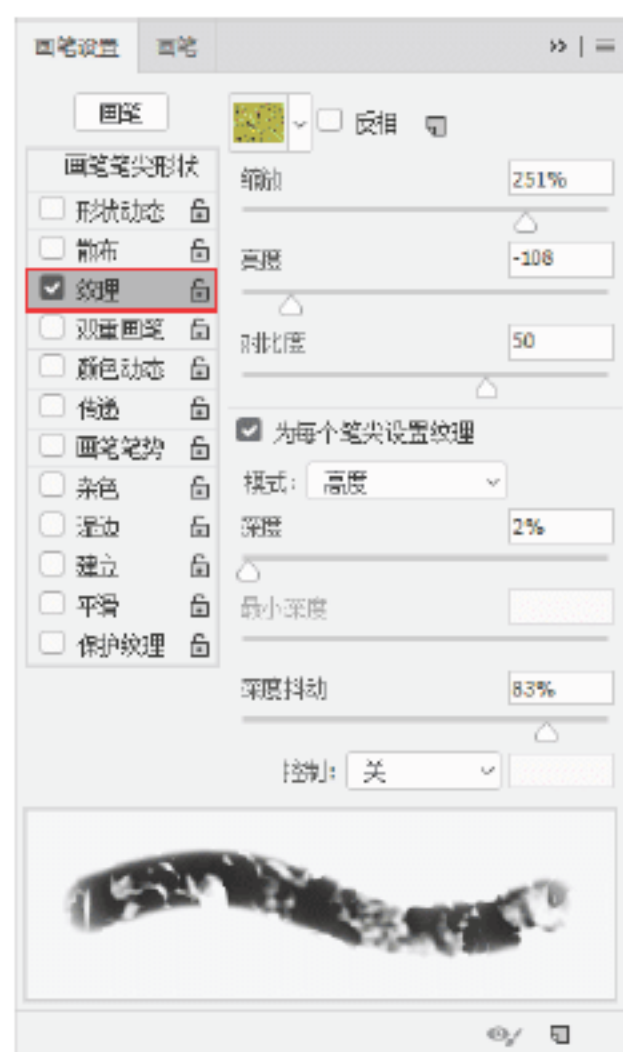 画笔设置 画笔
画笔
反相
画笔笔尖形状
缩放 251%
形状动态
散布
亮度 -108
纹理
双重画笔
对比度 50
颜色动态
传递
为每个笔尖设置纹理
画笔笔势
模式: 高度
杂色
湿边
深度 2%
建立
平滑
最小深度
保护纹理
深度抖动 83%
控制: 关